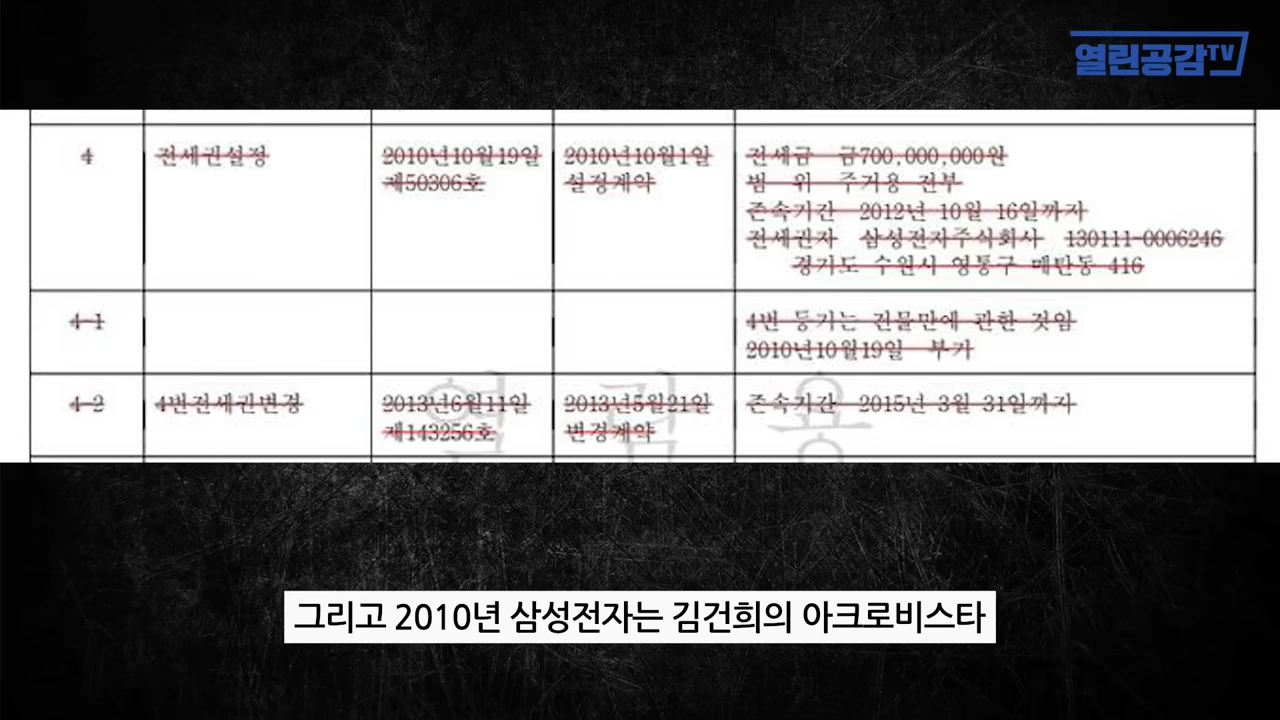 열린공감TV
4 전세권설정 2010년10월19일 2010년10월1일 전세금 금700,000,000원
제50306호 설정계약 범 위 주거용 전부
존속기간 2012년 10월 16일까지
전세권자 삼성전자주식회사 130111-0006246
경기도 수원시 영통구 매탄동 416
4-1 4번 등기는 건물만에 관한 것임
2010년10월19일 부기
4-2 4번전세권변경 2013년6월11일 2013년5월21일 존속기간 2015년 3월 31일까지
제143256호 변경계약
열 람 용
그리고 2010년 삼성전자는 김건희의 아크로비스타